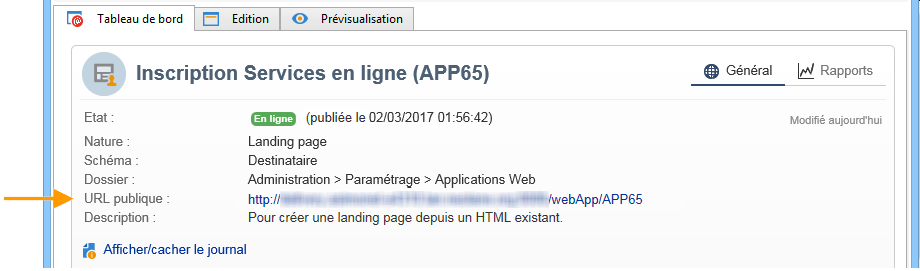 Tableau de bord Edition Prévisualisation
Inscription Services en ligne (APP65) Général Rapports
Etat : En ligne (publiée le 02/03/2017 01:56:42) Modifié aujourd'hui
Nature : Landing page
Schéma : Destinataire
Dossier : Administration > Paramétrage > Applications Web
URL publique : http:// /webApp/APP65
Description : Pour créer une landing page depuis un HTML existant.
Afficher/cacher le journal